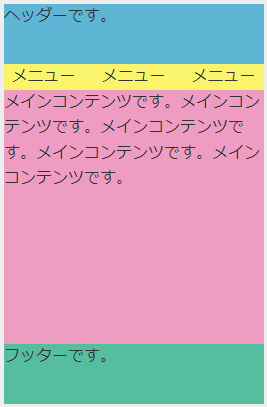 ヘッダーです。
メニュー メニュー メニュー
メインコンテンツです。メインコン
テンツです。メインコンテンツで
す。メインコンテンツです。メイン
コンテンツです。
フッターです。